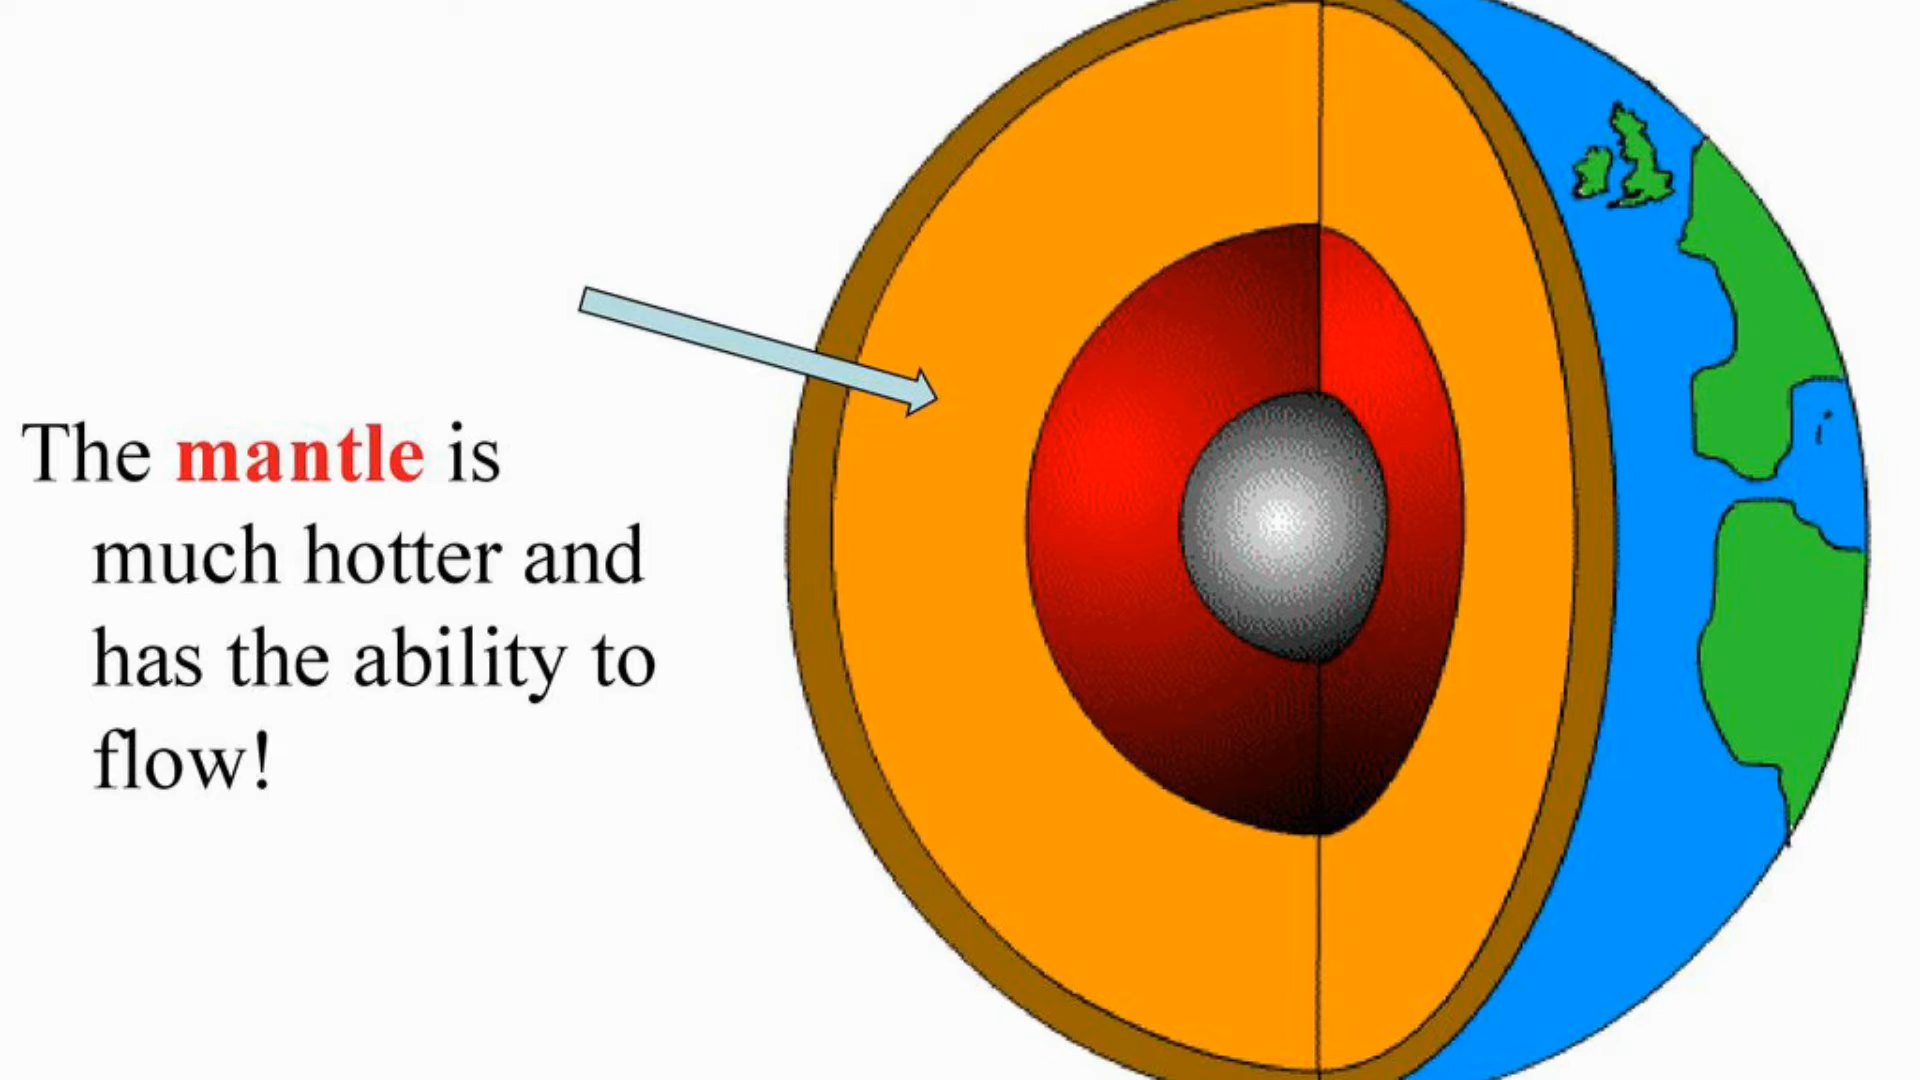 The mantle is
much hotter and
has the ability to
flow!